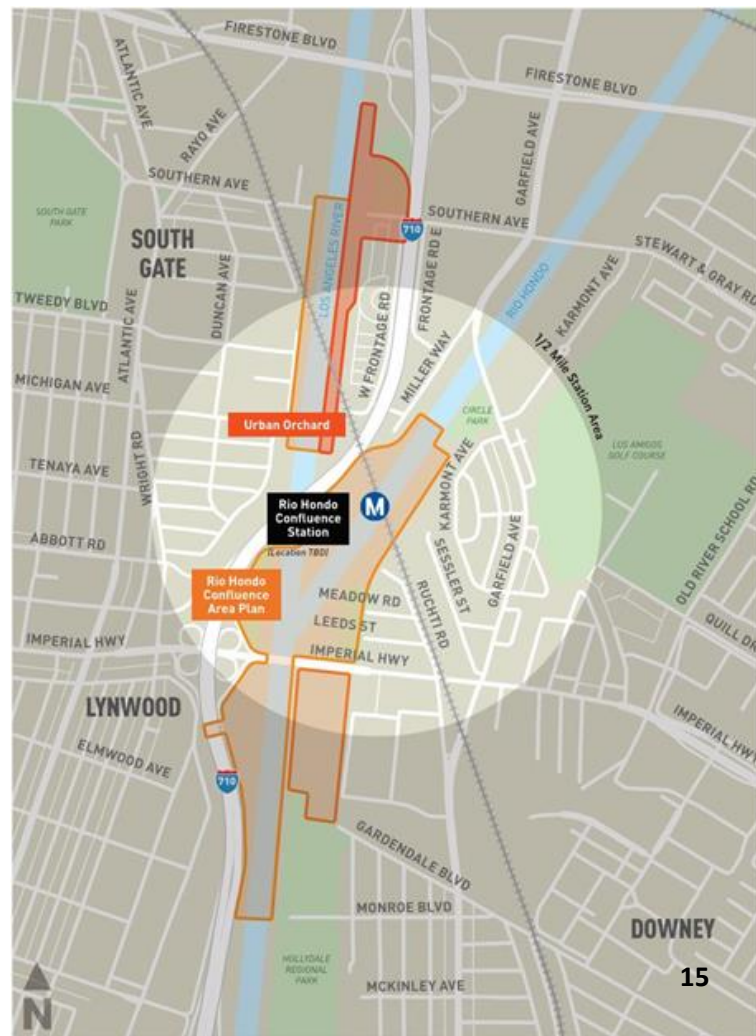 FIRESTONE BLVD
FIRESTONE BLVD
ATLANTIC AVE
RAYO AVE
GARFIELD AVE
SOUTHERN AVE
SOUTHERN AVE
SOUTH GATE
PARK
SOUTH
GATE
LOS ANGELES RIVER
710
FRONTAGE RD E
STEWART & GRAY RD
KARMONT AVE
RIO HONDO
DUNCAN AVE
TWEEDY BLVD
ATLANTIC AVE
W FRONTAGE RD
MILLER WAY
1/2 Mile Station Area
MICHIGAN AVE
CIRCLE
PARK
Urban Orchard
WRIGHT RD
LOS AMIGOS
GOLF COURSE
TENAYA AVE
KARMONT AVE
Rio Hondo
Confluence
Station
(Location TBD)
M
ABBOTT RD
SESSLER ST
GARFIELD AVE
OLD RIVER SCHOOL RD
Rio Hondo
Confluence
Area Plan
MEADOW RD
RUCHTI RD
LEEDS ST
QUILL DR
IMPERIAL HWY
IMPERIAL HWY
IMPERIAL HWY
LYNWOOD
ELMWOOD AVE
710
GARDENDALE BLVD
MONROE BLVD
DOWNEY
HOLLYDALE
REGIONAL
PARK
15
MCKINLEY AVE
N